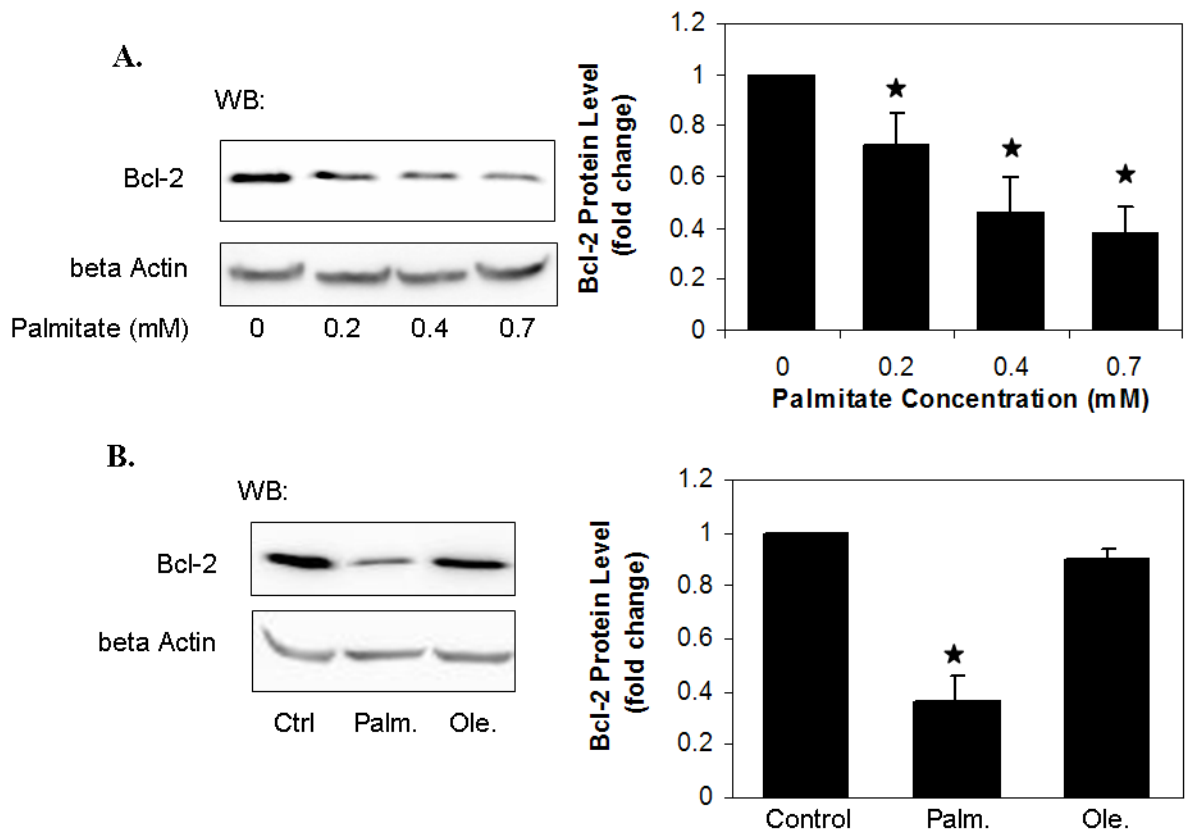 A.
WB:
Bcl-2
beta Actin
Palmitate (mM) 0 0.2 0.4 0.7
Bcl-2 Protein Level
(fold change)
1.2
1
0.8
0.6
0.4
0.2
0
0 0.2 0.4 0.7
Palmitate Concentration (mM)
B.
WB:
Bcl-2
beta Actin
Ctrl Palm. Ole.
Bcl-2 Protein Level
(fold change)
1.2
1
0.8
0.6
0.4
0.2
0
Control Palm. Ole.